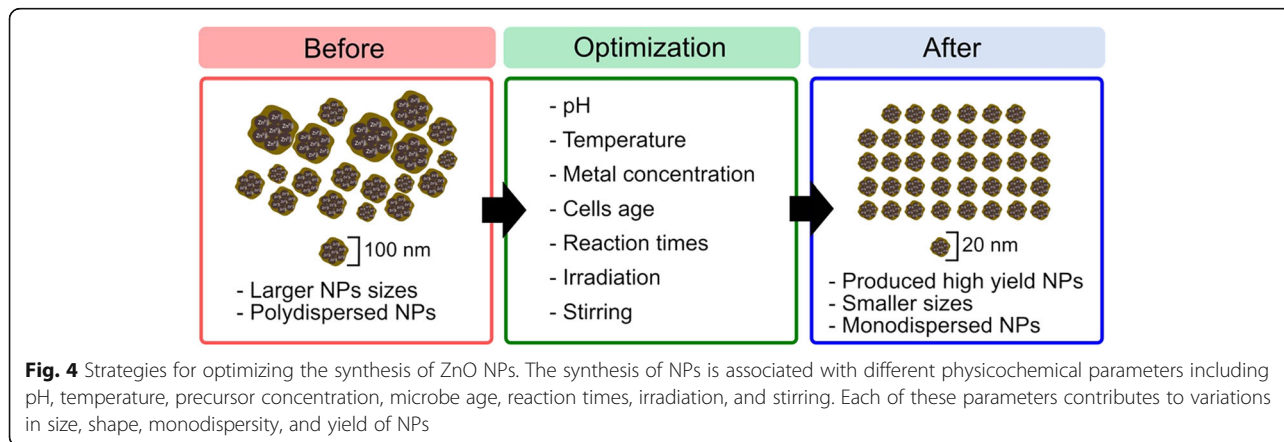 Before
Optimization
After
100 nm
- Larger NPs sizes
- Polydispersed NPs
- pH
- Temperature
- Metal concentration
- Cells age
- Reaction times
- Irradiation
- Stirring
20 nm
- Produced high yield NPs
- Smaller sizes
- Monodispersed NPs
Fig. 4 Strategies for optimizing the synthesis of ZnO NPs. The synthesis of NPs is associated with different physicochemical parameters including
pH, temperature, precursor concentration, microbe age, reaction times, irradiation, and stirring. Each of these parameters contributes to variations
in size, shape, monodispersity, and yield of NPs